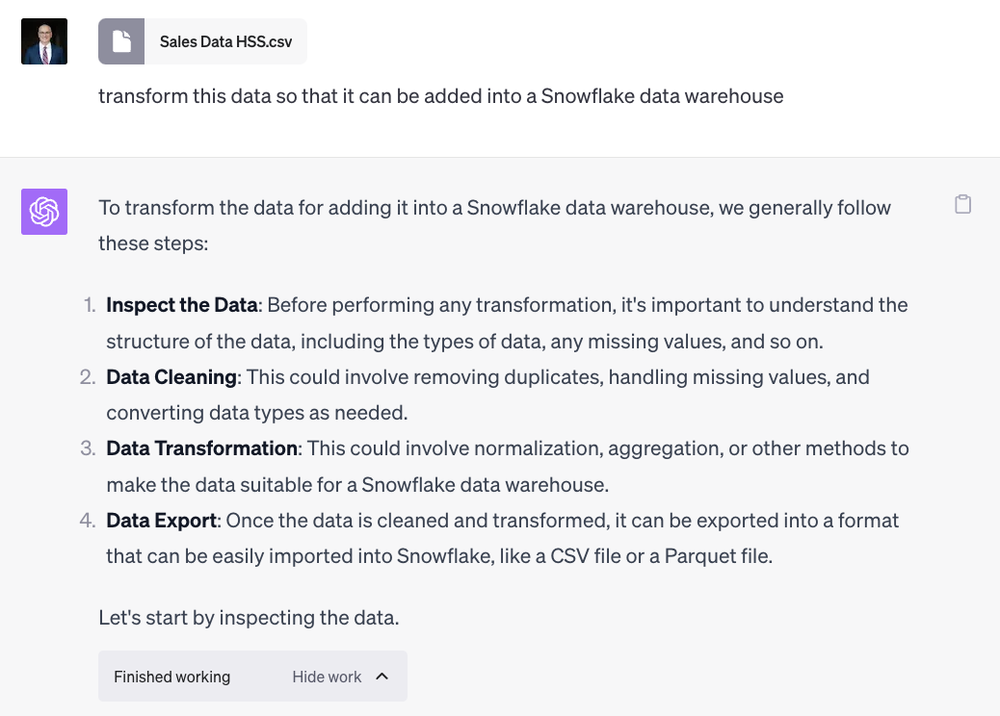 Sales Data HSS.csv
transform this data so that it can be added into a Snowflake data warehouse
To transform the data for adding it into a Snowflake data warehouse, we generally follow
these steps:
1. Inspect the Data: Before performing any transformation, it's important to understand the
structure of the data, including the types of data, any missing values, and so on.
2. Data Cleaning: This could involve removing duplicates, handling missing values, and
converting data types as needed.
3. Data Transformation: This could involve normalization, aggregation, or other methods to
make the data suitable for a Snowflake data warehouse.
4. Data Export: Once the data is cleaned and transformed, it can be exported into a format
that can be easily imported into Snowflake, like a CSV file or a Parquet file.
Let's start by inspecting the data.
Finished working Hide work